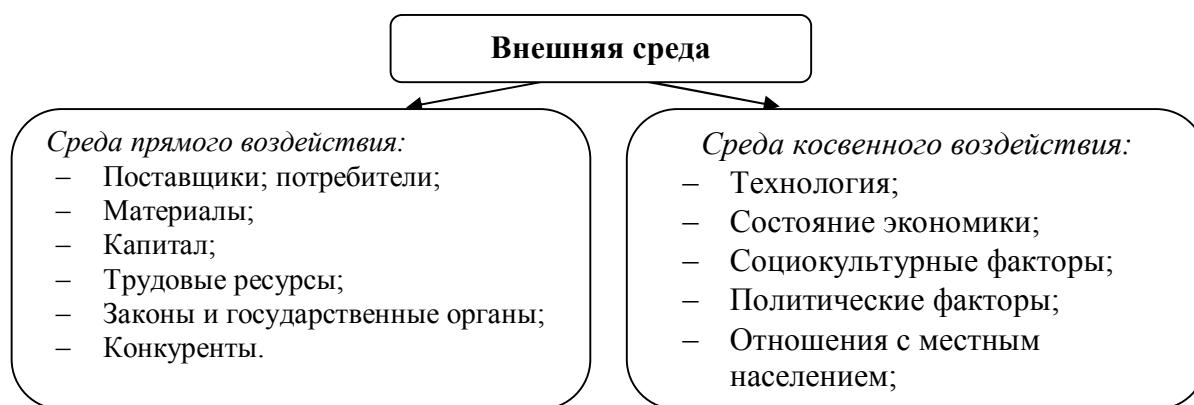 Внешняя среда
Среда прямого воздействия:
– Поставщики; потребители;
– Материалы;
– Капитал;
– Трудовые ресурсы;
– Законы и государственные органы;
– Конкуренты.
Среда косвенного воздействия:
– Технология;
– Состояние экономики;
– Социокультурные факторы;
– Политические факторы;
– Отношения с местным
населением;